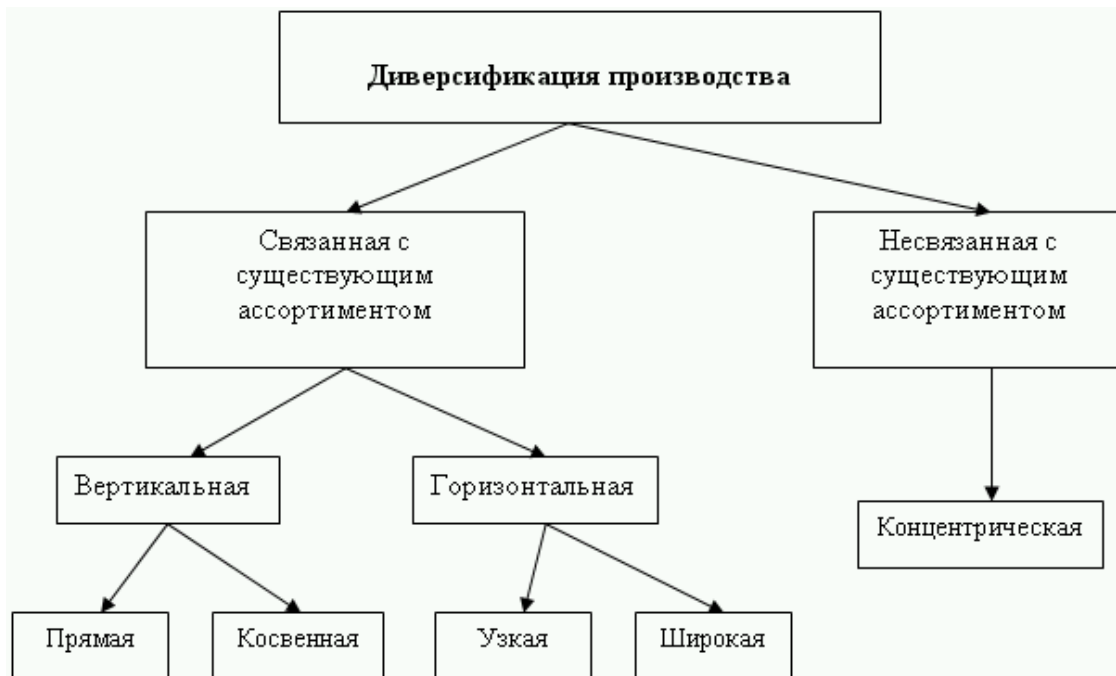 Диверсификация производства
Связанная с
существующим
ассортиментом
Несвязанная с
существующим
ассортиментом
Вертикальная
Горизонтальная
Концентрическая
Прямая
Косвенная
Узкая
Широкая